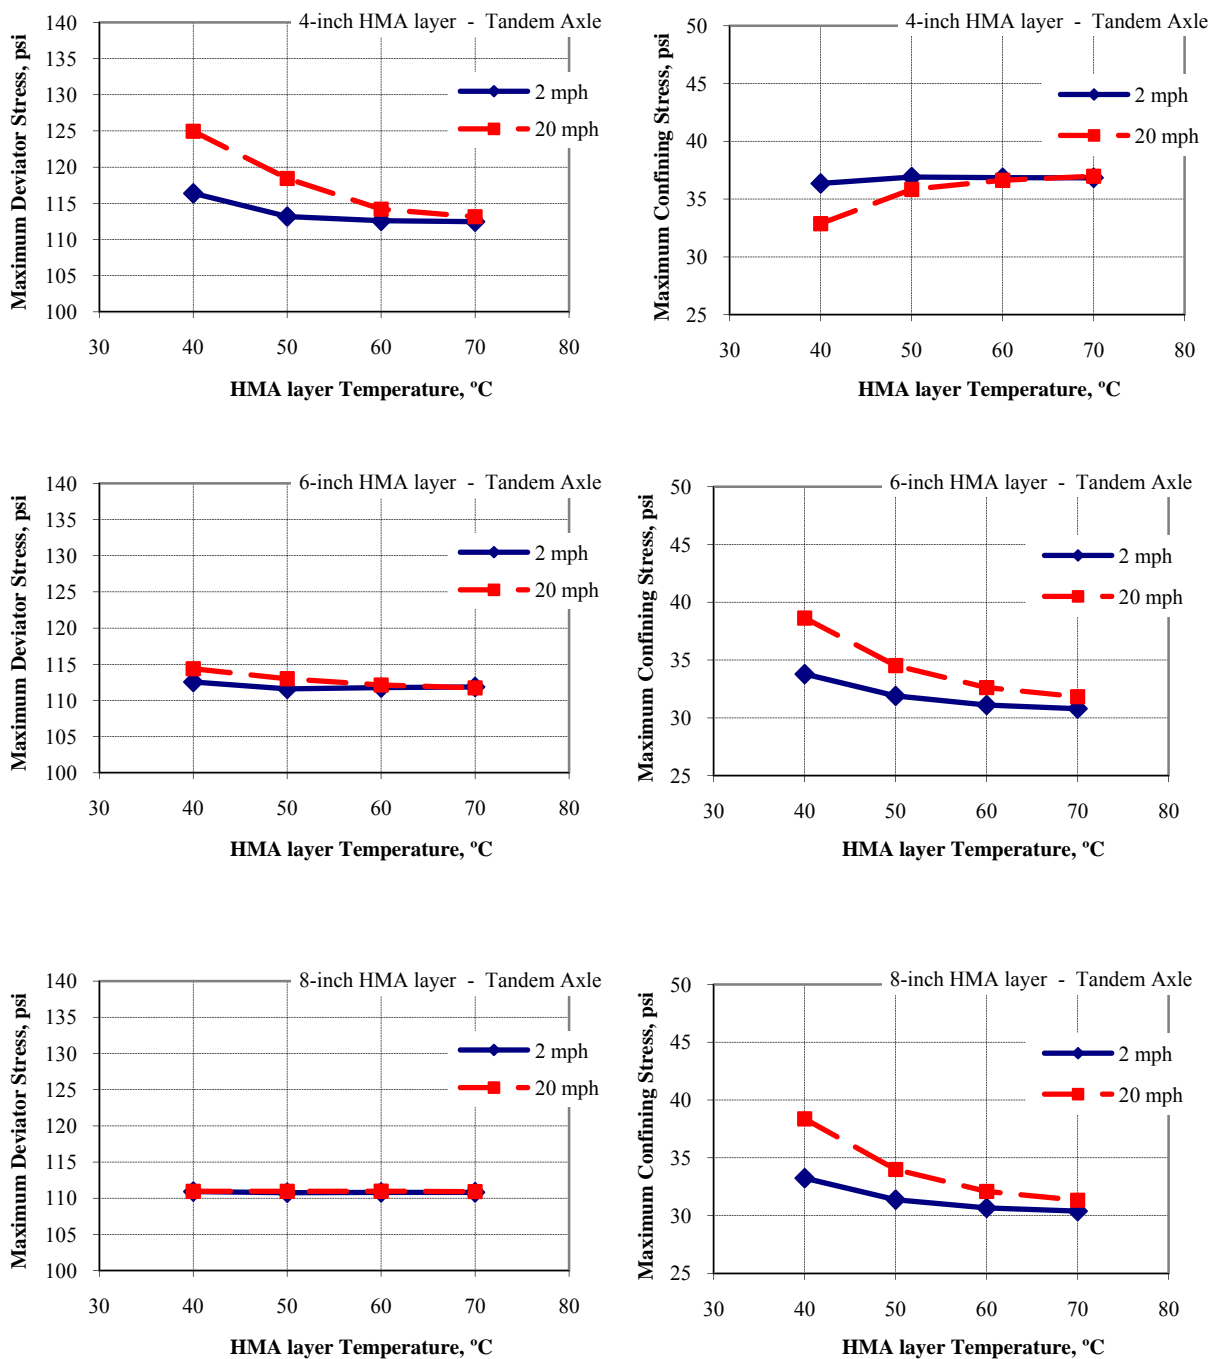 4-inch HMA layer - Tandem Axle
Maximum Deviator Stress, psi
140
135
130
125
120
115
110
105
100
2 mph
20 mph
30 40 50 60 70 80
HMA layer Temperature, ºC
4-inch HMA layer - Tandem Axle
Maximum Confining Stress, psi
50
45
40
35
30
25
2 mph
20 mph
30 40 50 60 70 80
HMA layer Temperature, ºC
6-inch HMA layer - Tandem Axle
Maximum Deviator Stress, psi
140
135
130
125
120
115
110
105
100
2 mph
20 mph
30 40 50 60 70 80
HMA layer Temperature, ºC
6-inch HMA layer - Tandem Axle
Maximum Confining Stress, psi
50
45
40
35
30
25
2 mph
20 mph
30 40 50 60 70 80
HMA layer Temperature, ºC
8-inch HMA layer - Tandem Axle
Maximum Deviator Stress, psi
140
135
130
125
120
115
110
105
100
2 mph
20 mph
30 40 50 60 70 80
HMA layer Temperature, ºC
8-inch HMA layer - Tandem Axle
Maximum Confining Stress, psi
50
45
40
35
30
25
2 mph
20 mph
30 40 50 60 70 80
HMA layer Temperature, ºC